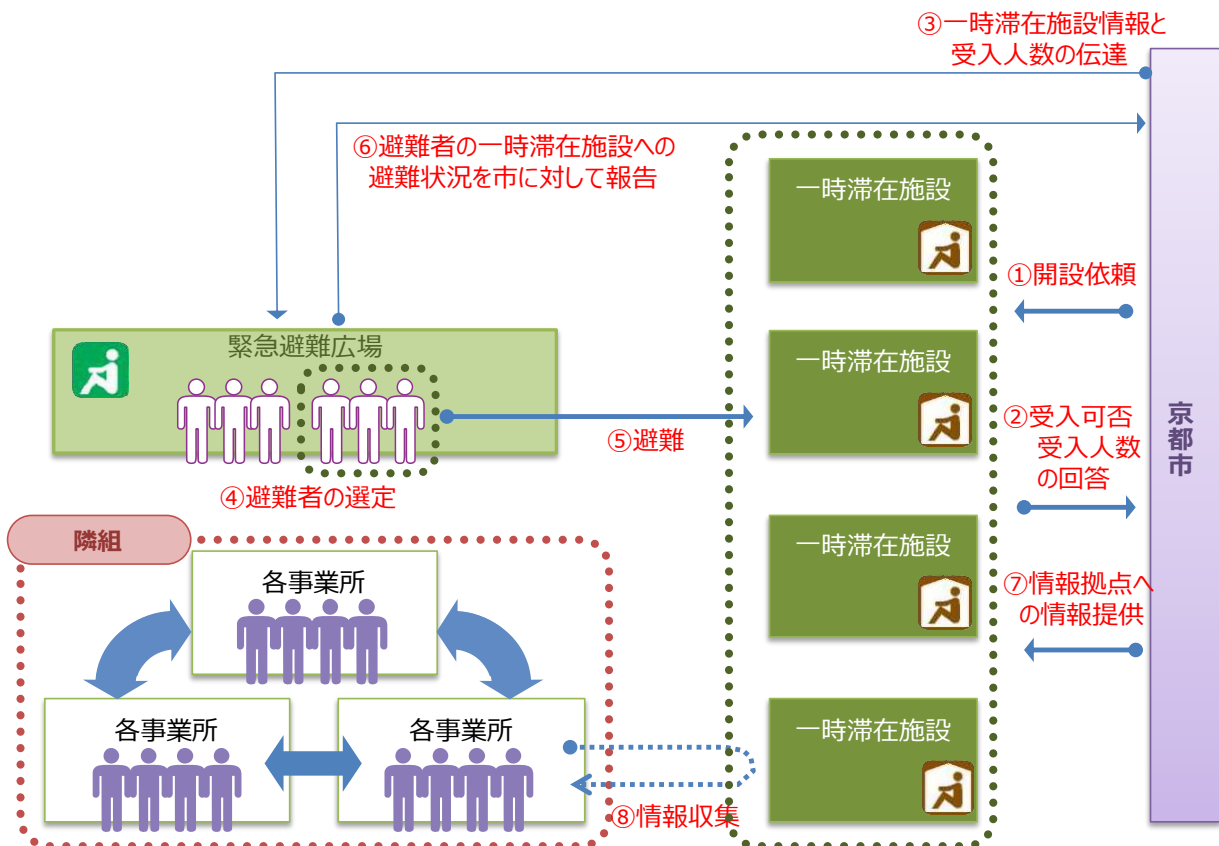 ③一時滞在施設情報と
受入人数の伝達
⑥避難者の一時滞在施設への
避難状況を市に対して報告
一時滞在施設
①開設依頼
緊急避難広場
一時滞在施設
②受入可否
受入人数
の回答
京都市
⑤避難
④避難者の選定
隣組
各事業所
一時滞在施設
⑦情報拠点へ
の情報提供
各事業所
各事業所
一時滞在施設
⑧情報収集